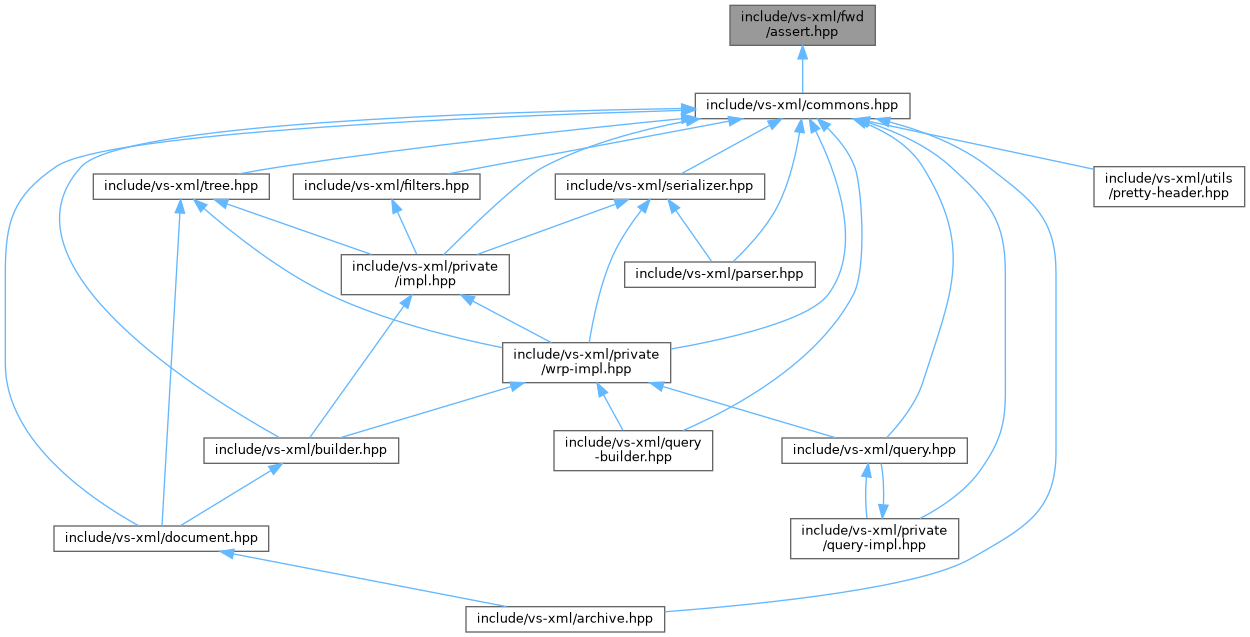 include/vs-xml/fwd
/assert.hpp
include/vs-xml/commons.hpp
include/vs-xml/tree.hpp
include/vs-xml/filters.hpp
include/vs-xml/serializer.hpp
include/vs-xml/utils
/pretty-header.hpp
include/vs-xml/private
/impl.hpp
include/vs-xml/parser.hpp
include/vs-xml/private
/wrp-impl.hpp
include/vs-xml/builder.hpp
include/vs-xml/query
-builder.hpp
include/vs-xml/query.hpp
include/vs-xml/document.hpp
include/vs-xml/private
/query-impl.hpp
include/vs-xml/archive.hpp